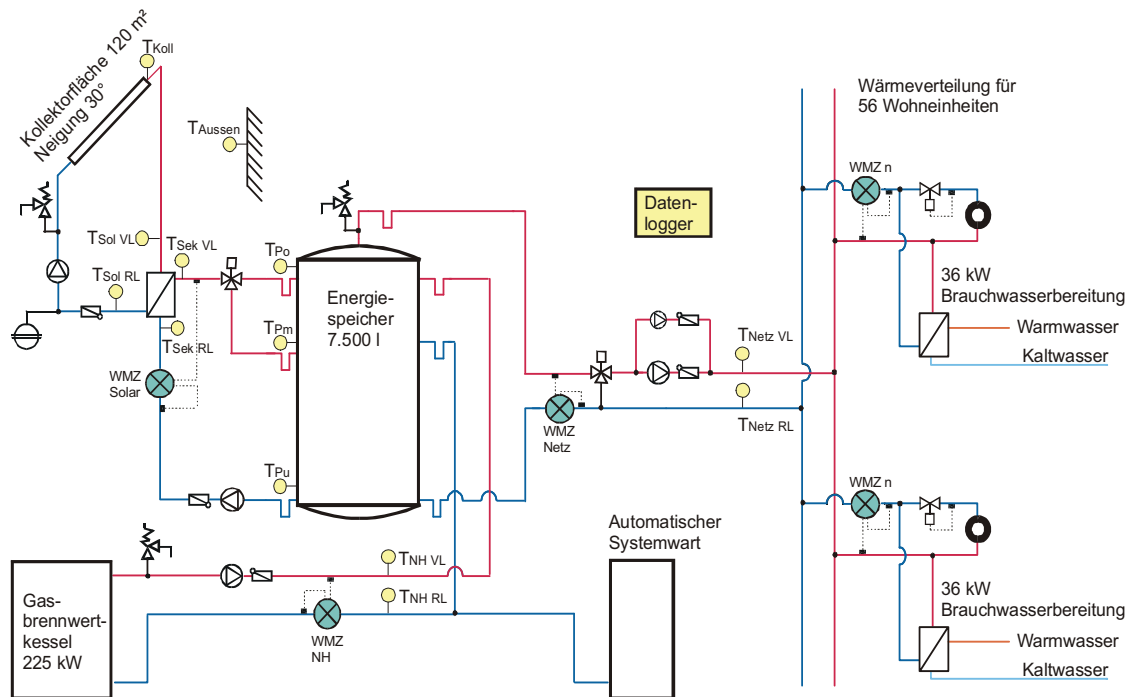 Kollektorfläche 120 m²
Neigung 30°
TKoll
TAussen
TSol VL
TSek VL
TSol RL
TSek RL
WMZ
Solar
TPo
TPm
TPu
Energie-
speicher
7.500 l
Daten-
logger
Wärmeverteilung für
56 Wohneinheiten
WMZ n
36 kW
Brauchwasserbereitung
Warmwasser
Kaltwasser
TNetz VL
TNetz RL
WMZ
Netz
WMZ n
36 kW
Brauchwasserbereitung
Warmwasser
Kaltwasser
Automatischer
Systemwart
TNH VL
TNH RL
WMZ
NH
Gas-
brennwert-
kessel
225 kW